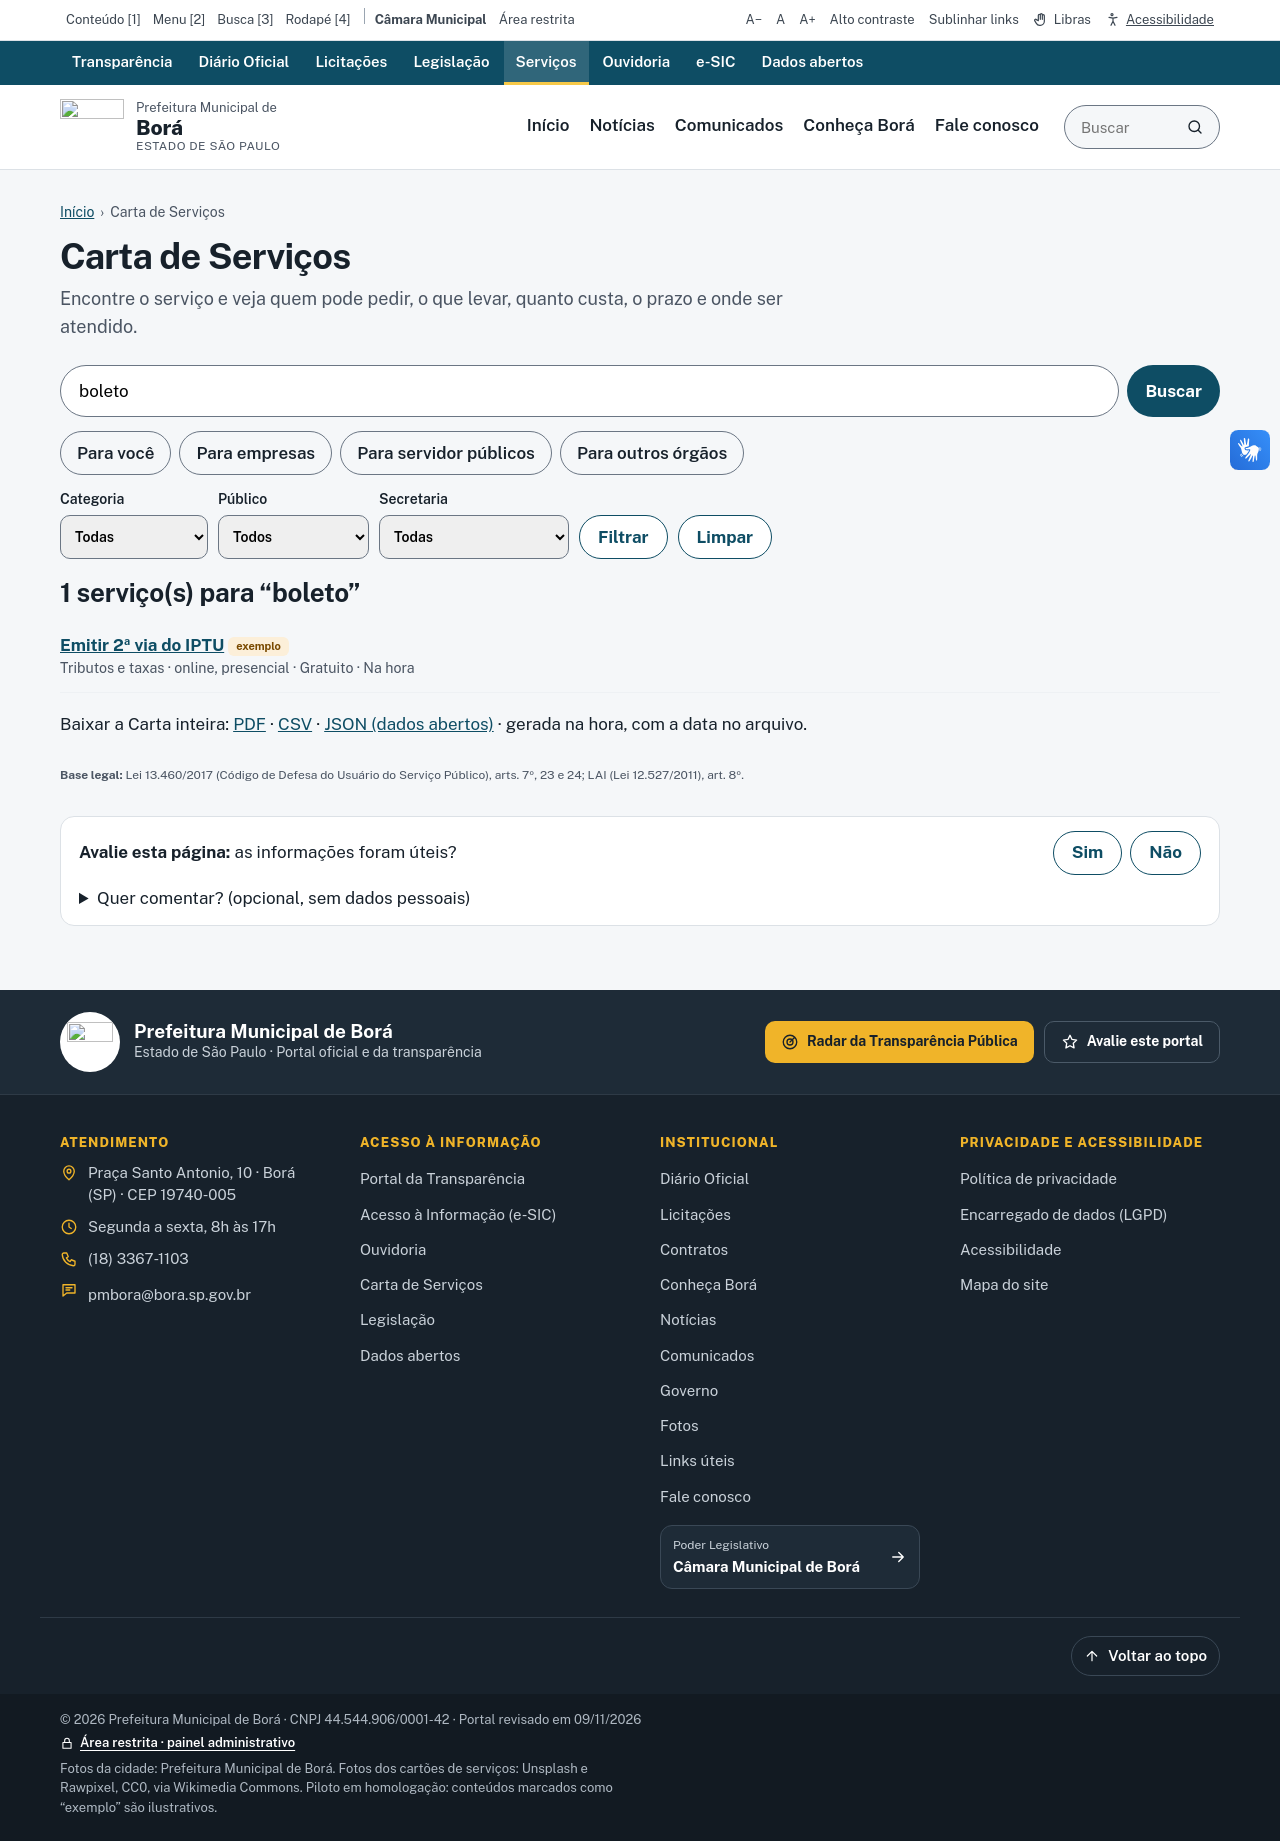 Conteúdo [1] Menu [2] Busca [3] Rodapé [4] Câmara Municipal Área restrita A− A A+ Alto contraste Sublinhar links Libras Acessibilidade
Transparência Diário Oficial Licitações Legislação Serviços Ouvidoria e-SIC Dados abertos
Prefeitura Municipal de
Borá
ESTADO DE SÃO PAULO
Início Notícias Comunicados Conheça Borá Fale conosco Buscar
Início › Carta de Serviços
Carta de Serviços
Encontre o serviço e veja quem pode pedir, o que levar, quanto custa, o prazo e onde ser
atendido.
boleto Buscar
Para você Para empresas Para servidor públicos Para outros órgãos
Categoria Público Secretaria
Todas Todos Todas Filtrar Limpar
1 serviço(s) para “boleto”
Emitir 2ª via do IPTU exemplo
Tributos e taxas · online, presencial · Gratuito · Na hora
Baixar a Carta inteira: PDF · CSV · JSON (dados abertos) · gerada na hora, com a data no arquivo.
Base legal: Lei 13.460/2017 (Código de Defesa do Usuário do Serviço Público), arts. 7º, 23 e 24; LAI (Lei 12.527/2011), art. 8º.
Avalie esta página: as informações foram úteis? Sim Não
Quer comentar? (opcional, sem dados pessoais)
Prefeitura Municipal de Borá
Estado de São Paulo · Portal oficial e da transparência
Radar da Transparência Pública Avalie este portal
ATENDIMENTO
Praça Santo Antonio, 10 · Borá
(SP) · CEP 19740-005
Segunda a sexta, 8h às 17h
(18) 3367-1103
pmbora@bora.sp.gov.br
ACESSO À INFORMAÇÃO
Portal da Transparência
Acesso à Informação (e-SIC)
Ouvidoria
Carta de Serviços
Legislação
Dados abertos
INSTITUCIONAL
Diário Oficial
Licitações
Contratos
Conheça Borá
Notícias
Comunicados
Governo
Fotos
Links úteis
Fale conosco
Poder Legislativo
Câmara Municipal de Borá
PRIVACIDADE E ACESSIBILIDADE
Política de privacidade
Encarregado de dados (LGPD)
Acessibilidade
Mapa do site
Voltar ao topo
© 2026 Prefeitura Municipal de Borá · CNPJ 44.544.906/0001-42 · Portal revisado em 09/11/2026
Área restrita · painel administrativo
Fotos da cidade: Prefeitura Municipal de Borá. Fotos dos cartões de serviços: Unsplash e
Rawpixel, CC0, via Wikimedia Commons. Piloto em homologação: conteúdos marcados como
“exemplo” são ilustrativos.